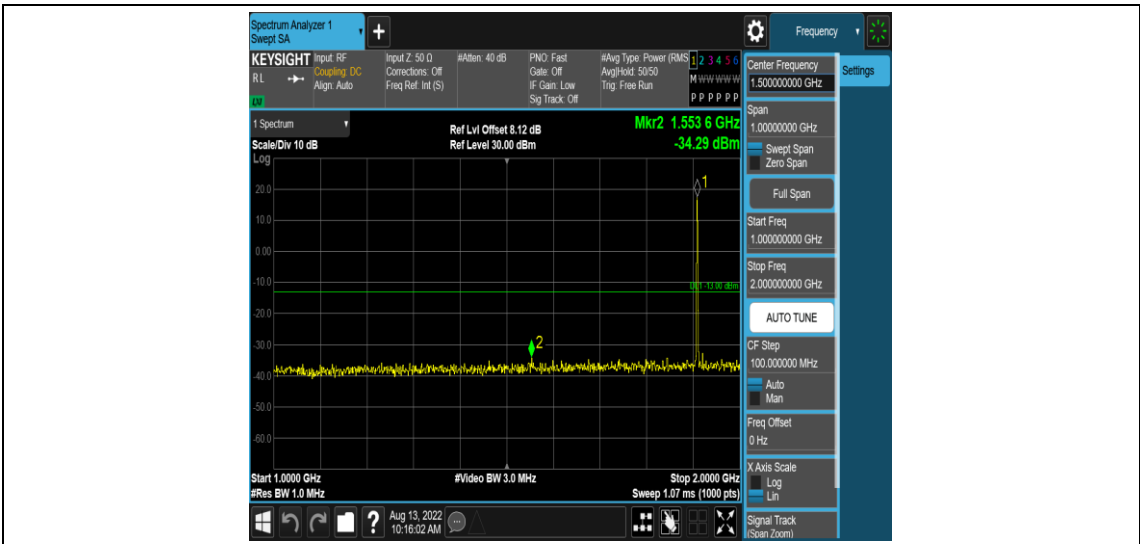 Spectrum Analyzer 1
Swept SA
+
Frequency
KEYSIGHT
RL
LNI
Input: RF
Coupling: DC
Align: Auto
Input Z: 50 Ω
Corrections: Off
Freq Ref: Int (S)
#Atten: 40 dB
PNO: Fast
Gate: Off
IF Gain: Low
Sig Track: Off
#Avg Type: Power (RMS
Avg|Hold: 50/50
Trig: Free Run
1 2 3 4 5 6
M W W W W W
P P P P P P
Center Frequency
1.500000000 GHz
Settings
Span
1.00000000 GHz
Swept Span
Zero Span
Full Span
Start Freq
1.000000000 GHz
Stop Freq
2.000000000 GHz
AUTO TUNE
CF Step
100.000000 MHz
Auto
Man
Freq Offset
0 Hz
X Axis Scale
Log
Lin
Signal Track
(Span Zoom)
1 Spectrum
Scale/Div 10 dB
Log
Ref Lvl Offset 8.12 dB
Ref Level 30.00 dBm
Mkr2 1.553 6 GHz
-34.29 dBm
20.0
10.0
0.00
-10.0
-20.0
-30.0
-40.0
-50.0
-60.0
1
DL1 -13.00 dBm
2
Start 1.0000 GHz
#Res BW 1.0 MHz
#Video BW 3.0 MHz
Stop 2.0000 GHz
Sweep 1.07 ms (1000 pts)
?
Aug 13, 2022
10:16:02 AM